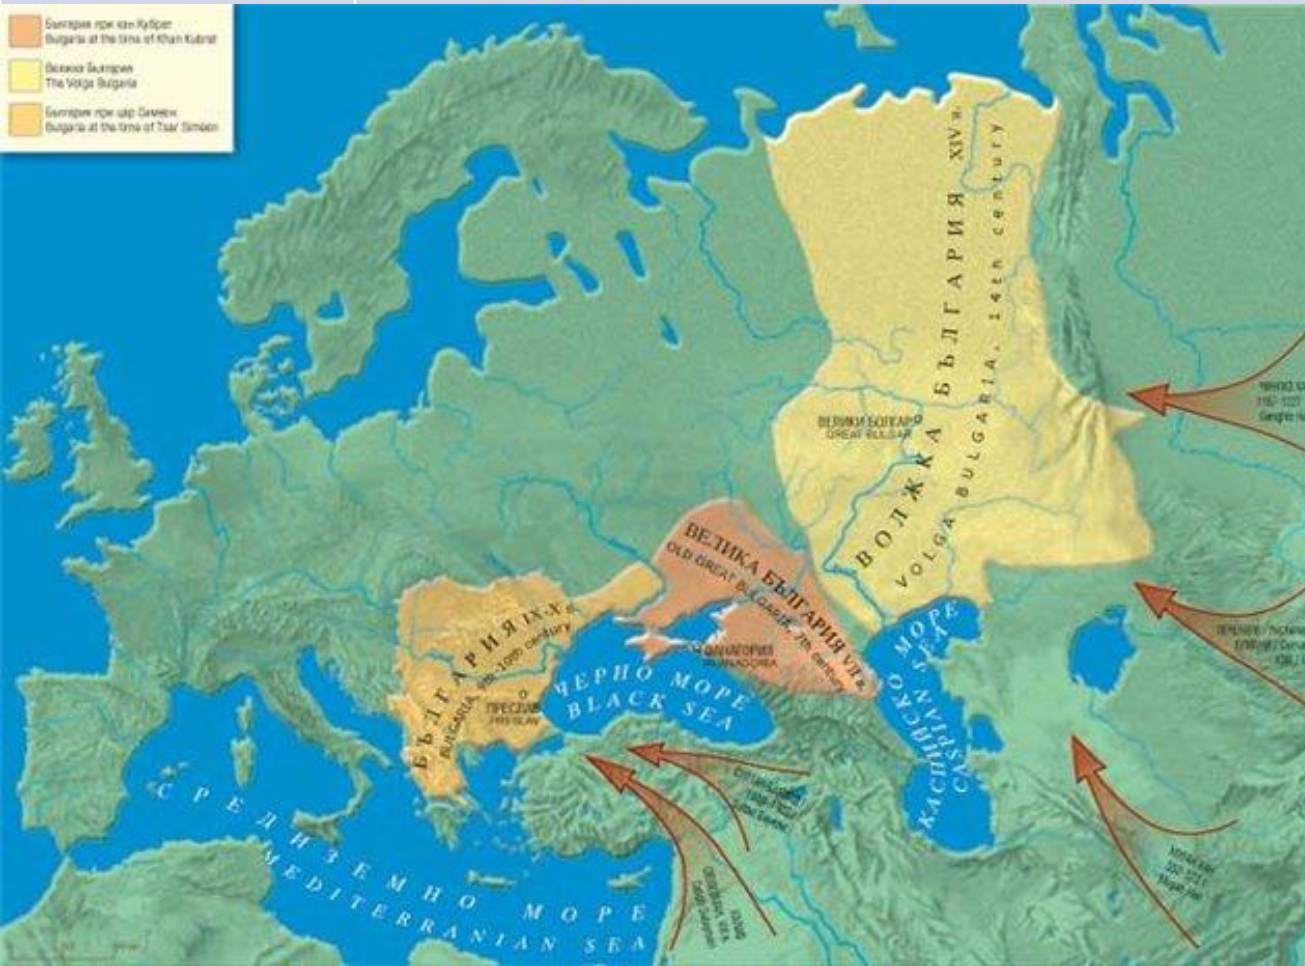 България при хан Кубрат
Bulgaria at the time of Khan Kubrat
Волжка България
The Volga Bulgaria
България при цар Симеон
Bulgaria at the time of Tsar Simeon
ВОЛЖКА БЪЛГАРИЯ XIV в.
VOLGA BULGARIA, 14th century
ВЕЛИКИ БОЛГАР
GREAT BULGAR
ВЕЛИКА БЪЛГАРИЯ VII в.
OLD GREAT BULGARIA, 7th century
ФАНАГОРИЯ
PHANAGORIA
БЪЛГАРИЯ IX-X в.
BULGARIA, 9th-10th century
ПРЕСЛАВ
PRESLAV
ЧЕРНО МОРЕ
BLACK SEA
КАСПИЙСКО МОРЕ
CASPIAN SEA
СРЕДИЗЕМНО МОРЕ
MEDITERRANIAN SEA